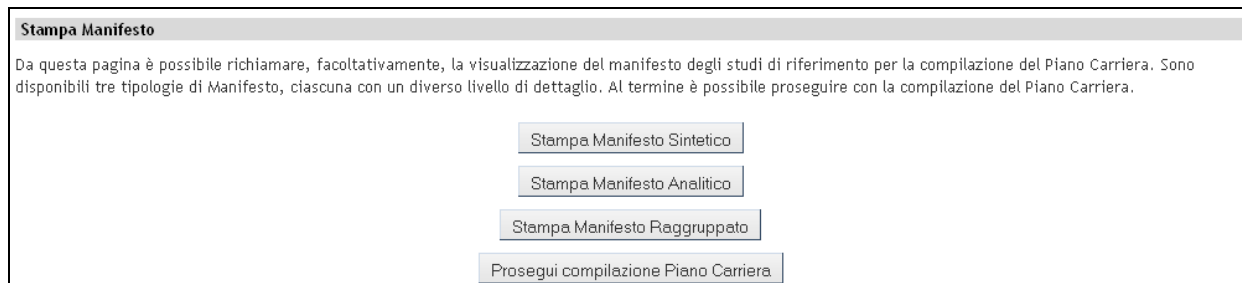 Stampa Manifesto
Da questa pagina è possibile richiamare, facoltativamente, la visualizzazione del manifesto degli studi di riferimento per la compilazione del Piano Carriera. Sono
disponibili tre tipologie di Manifesto, ciascuna con un diverso livello di dettaglio. Al termine è possibile proseguire con la compilazione del Piano Carriera.
Stampa Manifesto Sintetico
Stampa Manifesto Analitico
Stampa Manifesto Raggruppato
Prosegui compilazione Piano Carriera